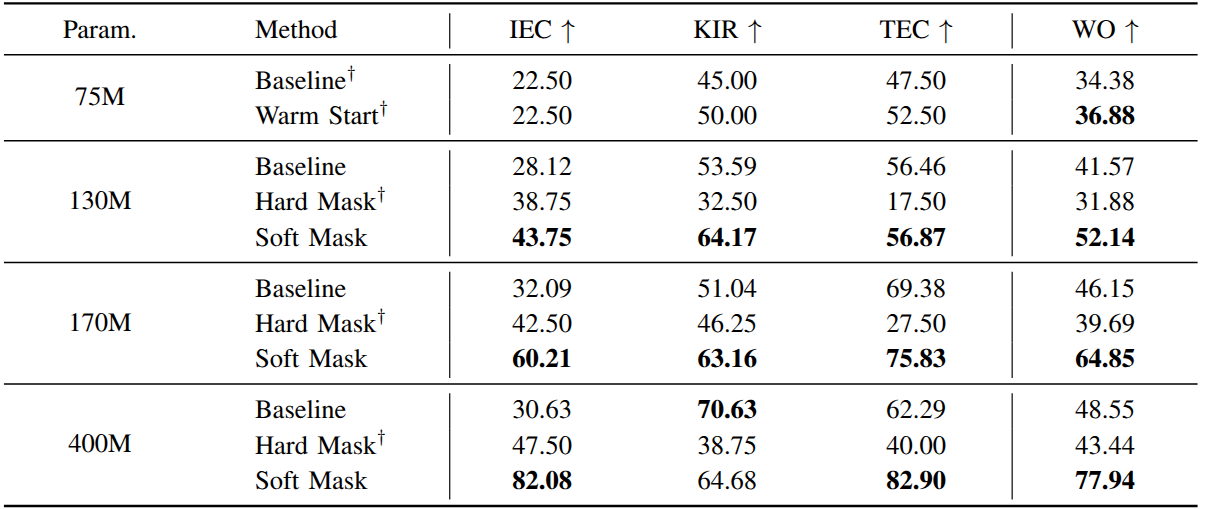 Param. Method IEC ↑ KIR ↑ TEC ↑ WO ↑
75M
Baseline† 22.50 45.00 47.50 34.38
Warm Start† 22.50 50.00 52.50 36.88
130M
Baseline 28.12 53.59 56.46 41.57
Hard Mask† 38.75 32.50 17.50 31.88
Soft Mask 43.75 64.17 56.87 52.14
170M
Baseline 32.09 51.04 69.38 46.15
Hard Mask† 42.50 46.25 27.50 39.69
Soft Mask 60.21 63.16 75.83 64.85
400M
Baseline 30.63 70.63 62.29 48.55
Hard Mask† 47.50 38.75 40.00 43.44
Soft Mask 82.08 64.68 82.90 77.94